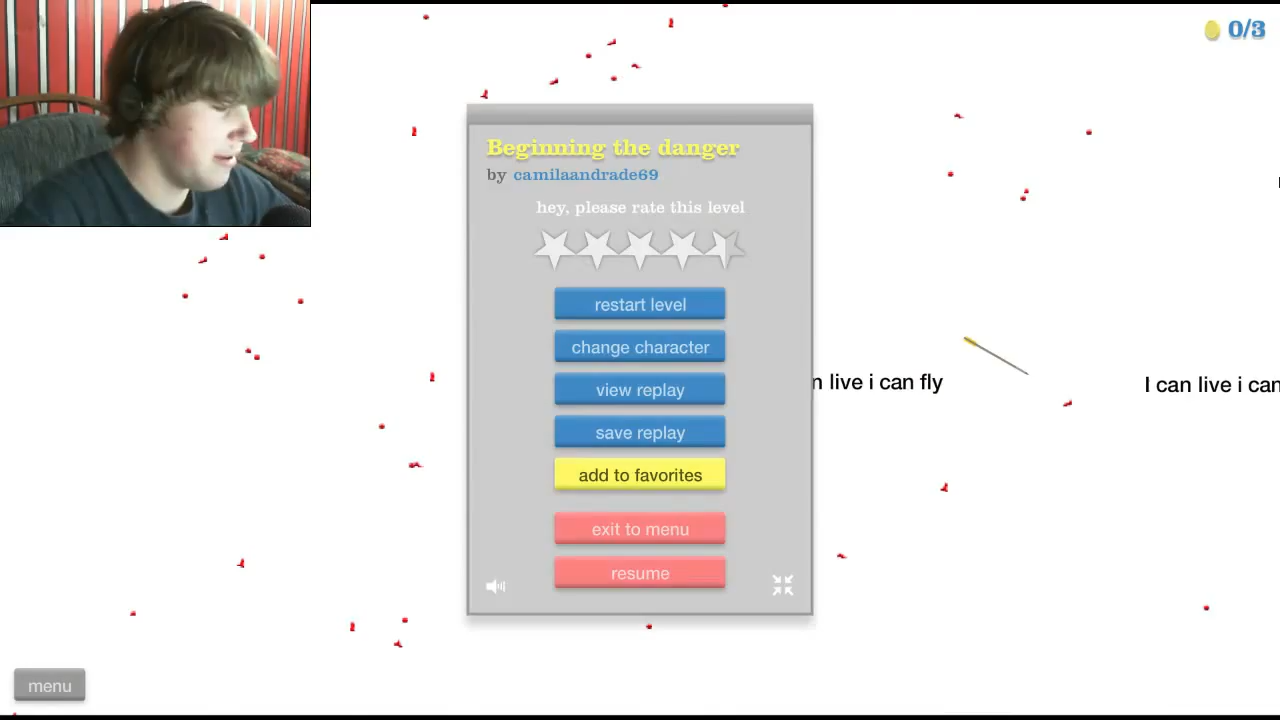 0/3
Beginning the danger
by camilaandrade69
hey, please rate this level
restart level
change character
view replay
n live i can fly
I can live i can
save replay
add to favorites
exit to menu
resume
menu